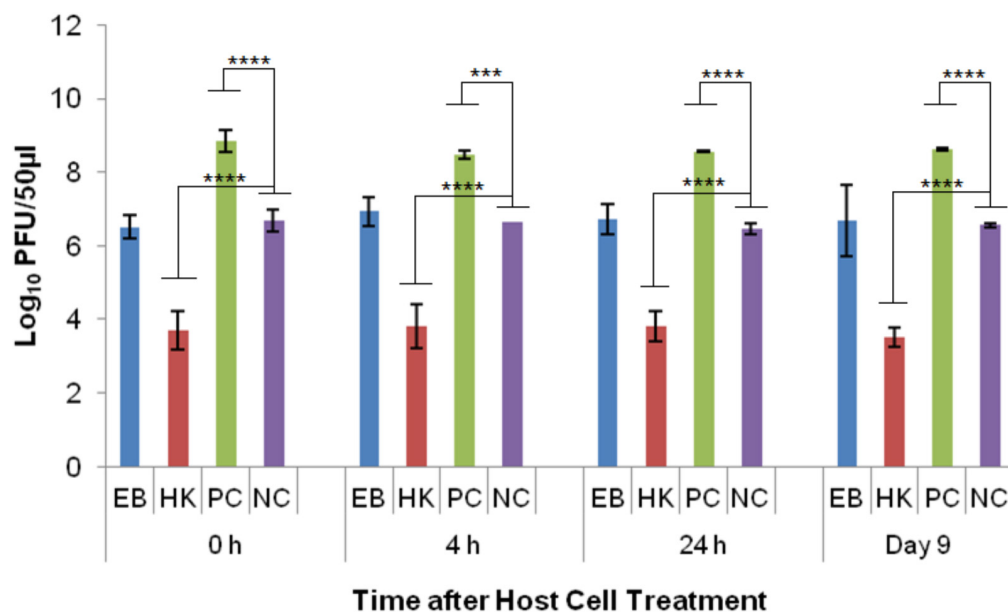 12
10
8
6
4
2
0
Log₁₀ PFU/50µl
**** *** **** ****
**** **** **** ****
EB HK PC NC EB HK PC NC EB HK PC NC EB HK PC NC
0 h 4 h 24 h Day 9
Time after Host Cell Treatment